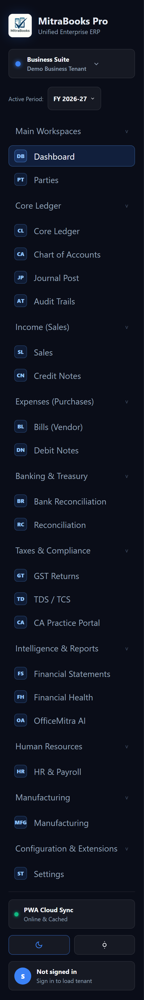 MitraBooks
MitraBooks Pro
Unified Enterprise ERP
Business Suite
Demo Business Tenant
Active Period:
FY 2026-27
Main Workspaces v
DB Dashboard
PT Parties
Core Ledger v
CL Core Ledger
CA Chart of Accounts
JP Journal Post
AT Audit Trails
Income (Sales) v
SL Sales
CN Credit Notes
Expenses (Purchases) v
BL Bills (Vendor)
DN Debit Notes
Banking & Treasury v
BR Bank Reconciliation
RC Reconciliation
Taxes & Compliance v
GT GST Returns
TD TDS / TCS
CA CA Practice Portal
Intelligence & Reports v
FS Financial Statements
FH Financial Health
OA OfficeMitra AI
Human Resources v
HR HR & Payroll
Manufacturing v
MFG Manufacturing
Configuration & Extensions v
ST Settings
PWA Cloud Sync
Online & Cached
S
Not signed in
Sign in to load tenant